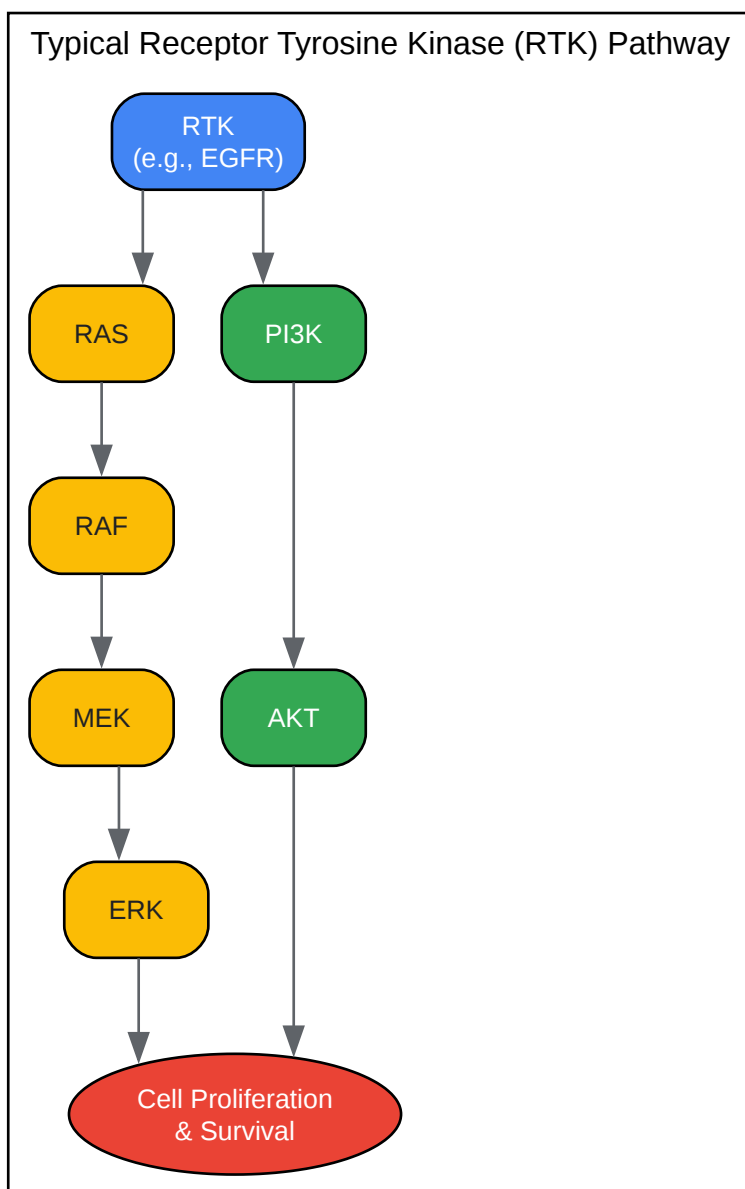 Typical Receptor Tyrosine Kinase (RTK) Pathway
RTK
(e.g., EGFR)
RAS
PI3K
RAF
MEK
AKT
ERK
Cell Proliferation
& Survival